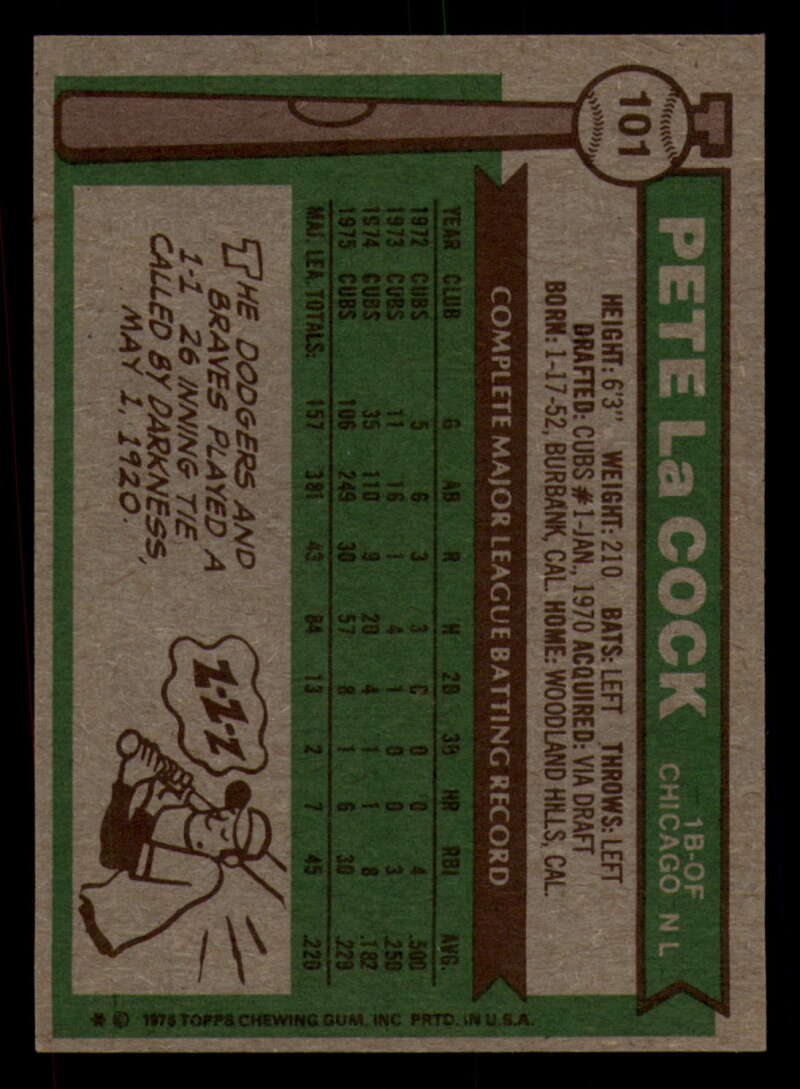 101
PETE La COCK
1B-OF
CHICAGO N L
HEIGHT: 6'3" WEIGHT: 210 BATS: LEFT THROWS: LEFT
DRAFTED: CUBS #1-JAN., 1970 ACQUIRED: VIA DRAFT
BORN: 1-17-52, BURBANK, CAL. HOME: WOODLAND HILLS, CAL.
COMPLETE MAJOR LEAGUE BATTING RECORD
YEAR CLUB G AB R H 2B 3B HR RBI AVG.
1972 CUBS 5 6 3 3 0 0 0 4 .500
1973 CUBS 11 16 1 4 1 0 0 3 .250
1974 CUBS 35 110 9 20 4 1 1 8 .182
1975 CUBS 106 249 30 57 8 1 6 30 .229
MAJ. LEA. TOTALS: 157 381 43 84 13 2 7 45 .220
THE DODGERS AND
BRAVES PLAYED A
1-1 26 INNING TIE
CALLED BY DARKNESS,
MAY 1, 1920.
Z-Z-Z
* © 1976 TOPPS CHEWING GUM, INC. PRTD. IN U.S.A.